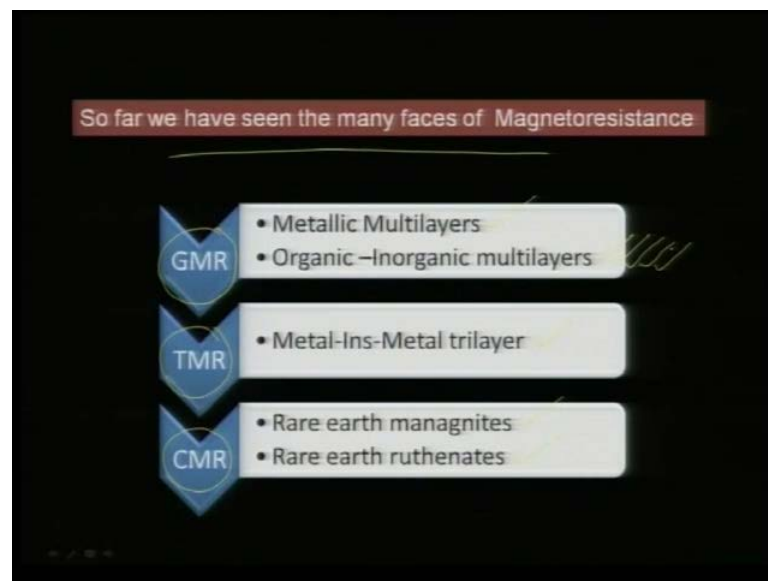 So far we have seen the many faces of Magnetoresistance
GMR
• Metallic Multilayers
• Organic –Inorganic multilayers
TMR
• Metal-Ins-Metal trilayer
CMR
• Rare earth managnites
• Rare earth ruthenates